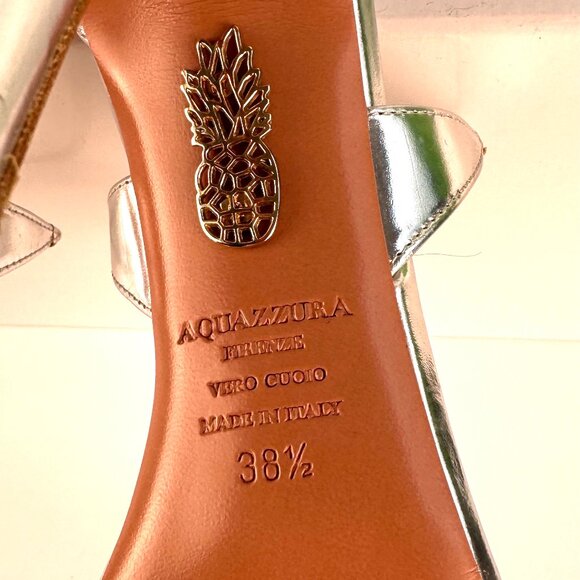 AQUAZZURA
FIRENZE
VERO CUOIO
MADE IN ITALY
38½